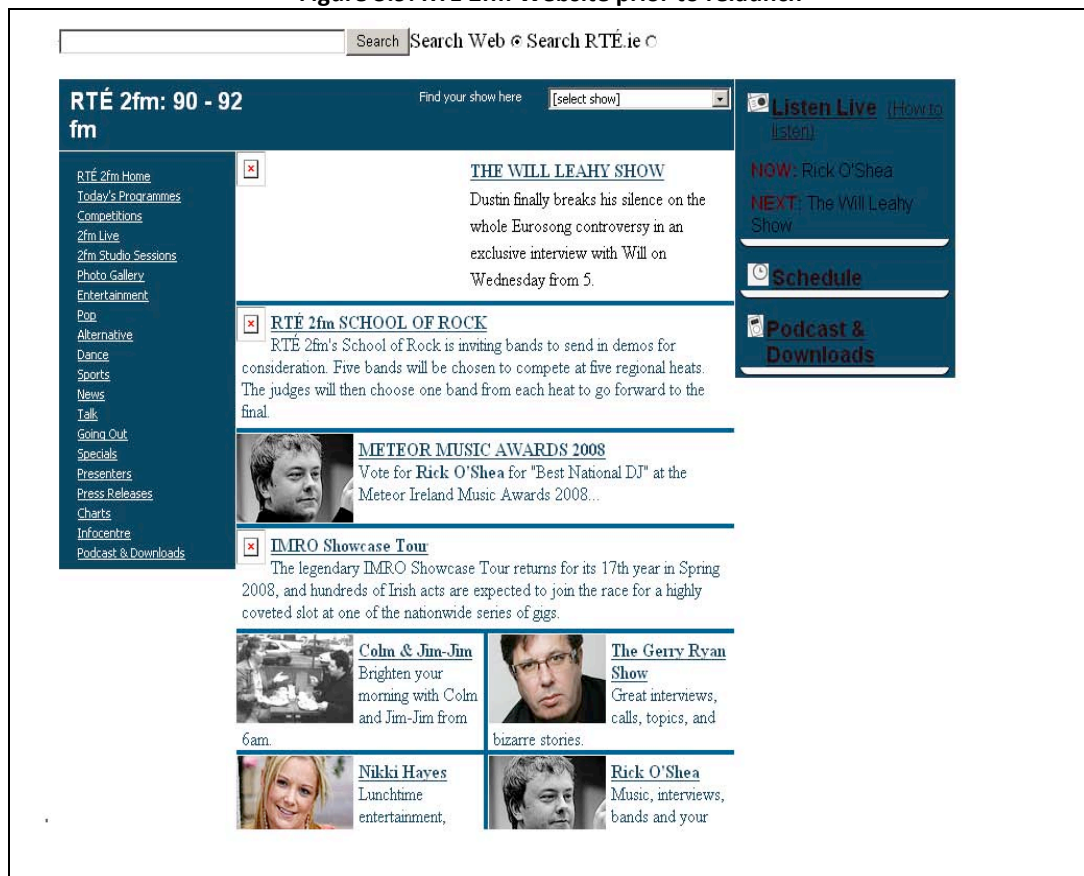 Search Search Web Search RTÉ.ie
RTÉ 2fm: 90 - 92
fm
Find your show here [select show]
RTÉ 2fm Home
Today's Programmes
Competitions
2fm Live
2fm Studio Sessions
Photo Gallery
Entertainment
Pop
Alternative
Dance
Sports
News
Talk
Going Out
Specials
Presenters
Press Releases
Charts
Infocentre
Podcast & Downloads
THE WILL LEAHY SHOW
Dustin finally breaks his silence on the
whole Eurosong controversy in an
exclusive interview with Will on
Wednesday from 5.
RTÉ 2fm SCHOOL OF ROCK
RTÉ 2fm's School of Rock is inviting bands to send in demos for
consideration. Five bands will be chosen to compete at five regional heats.
The judges will then choose one band from each heat to go forward to the
final.
METEOR MUSIC AWARDS 2008
Vote for Rick O'Shea for "Best National DJ" at the
Meteor Ireland Music Awards 2008...
IMRO Showcase Tour
The legendary IMRO Showcase Tour returns for its 17th year in Spring
2008, and hundreds of Irish acts are expected to join the race for a highly
coveted slot at one of the nationwide series of gigs.
Colm & Jim-Jim
Brighten your
morning with Colm
and Jim-Jim from
6am.
The Gerry Ryan
Show
Great interviews,
calls, topics, and
bizarre stories.
Nikki Hayes
Lunchtime
entertainment,
Rick O'Shea
Music, interviews,
bands and your
Listen Live (How to
listen)
NOW: Rick O'Shea
NEXT: The Will Leahy
Show
Schedule
Podcast &
Downloads